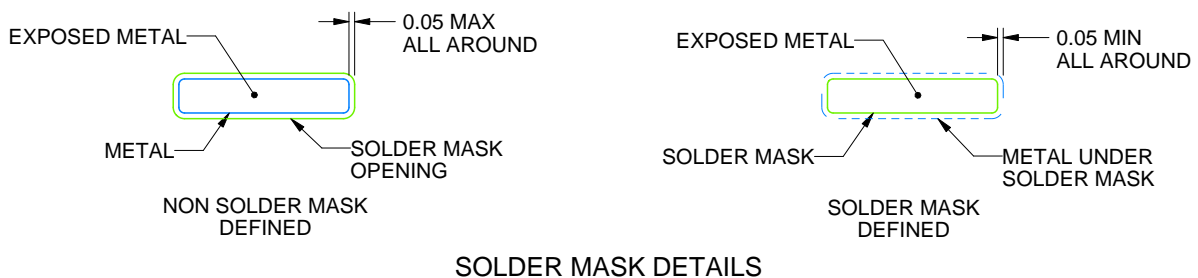 EXPOSED METAL
0.05 MAX
ALL AROUND
METAL
SOLDER MASK
OPENING
NON SOLDER MASK
DEFINED
EXPOSED METAL
0.05 MIN
ALL AROUND
SOLDER MASK
METAL UNDER
SOLDER MASK
SOLDER MASK
DEFINED
SOLDER MASK DETAILS